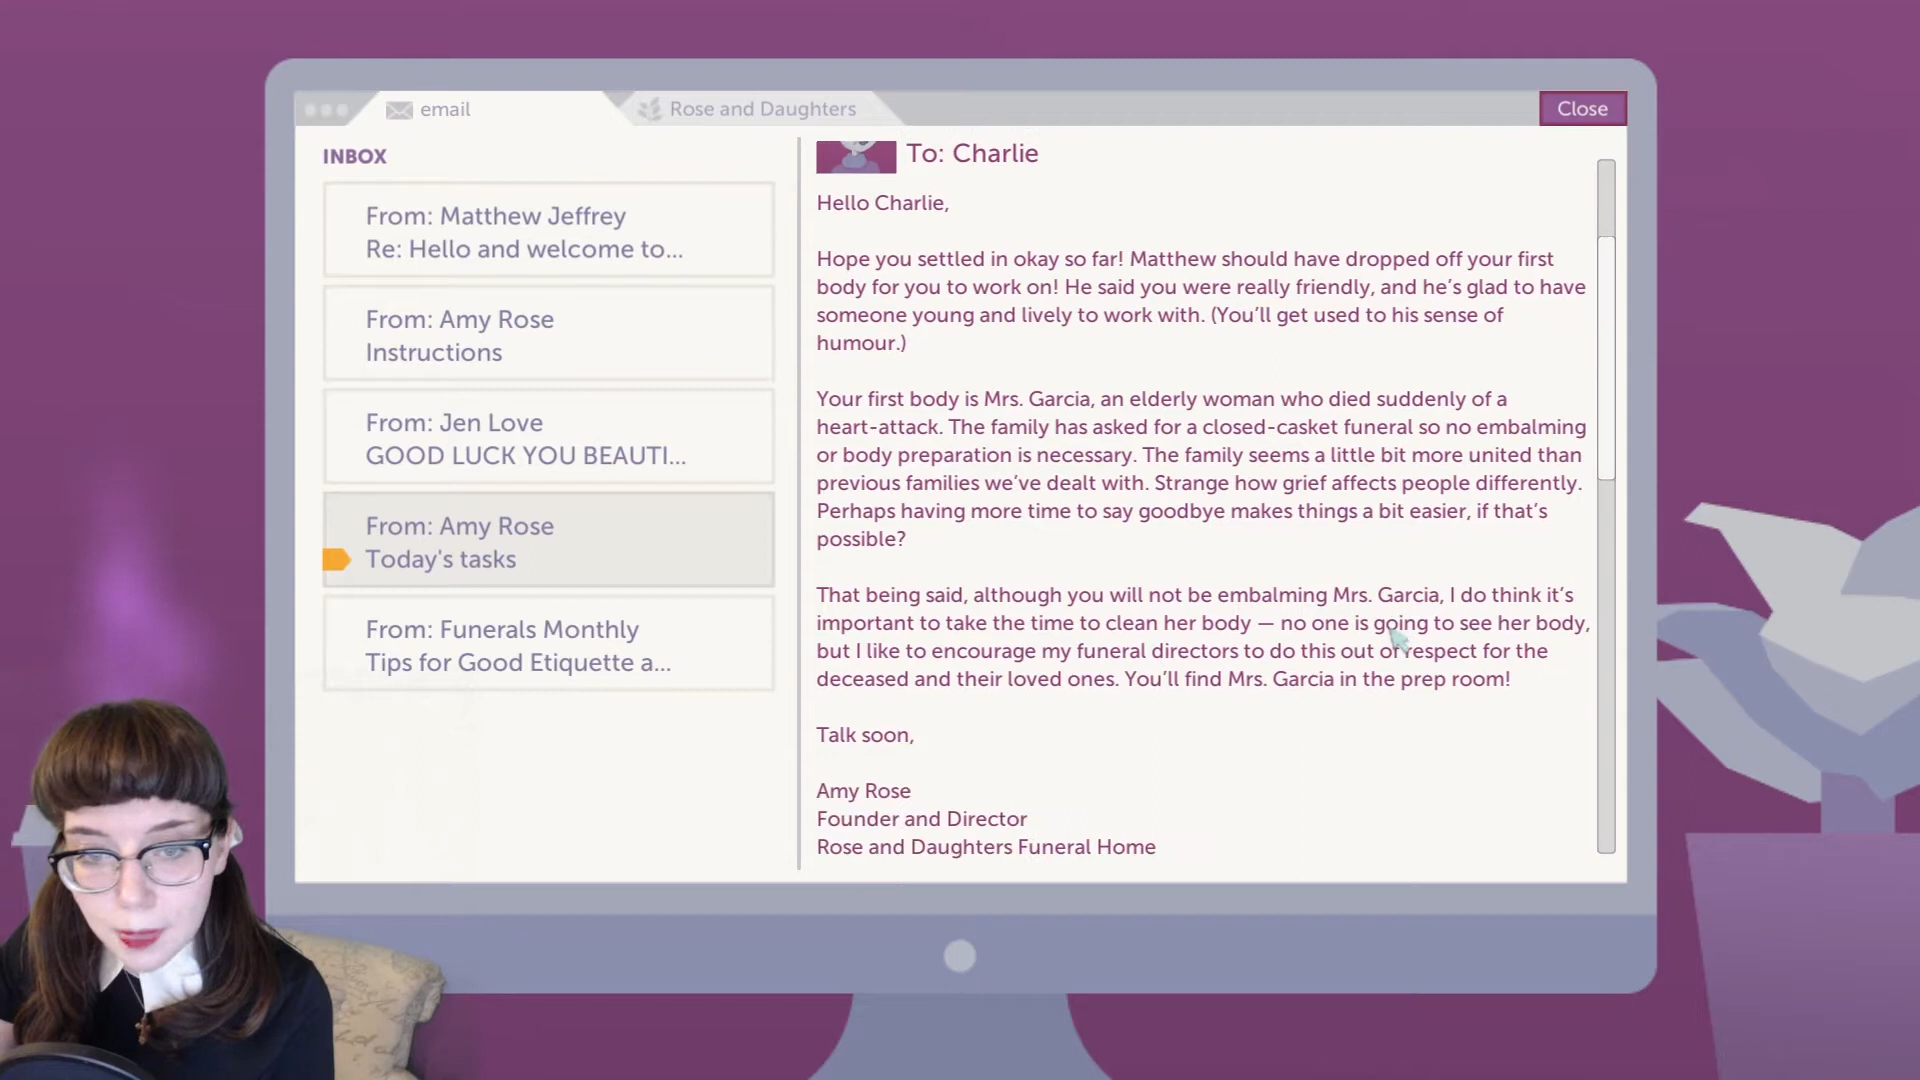 email
Rose and Daughters
Close
INBOX
From: Matthew Jeffrey
Re: Hello and welcome to...
From: Amy Rose
Instructions
From: Jen Love
GOOD LUCK YOU BEAUTI...
From: Amy Rose
Today's tasks
From: Funerals Monthly
Tips for Good Etiquette a...
To: Charlie
Hello Charlie,
Hope you settled in okay so far! Matthew should have dropped off your first
body for you to work on! He said you were really friendly, and he's glad to have
someone young and lively to work with. (You'll get used to his sense of
humour.)
Your first body is Mrs. Garcia, an elderly woman who died suddenly of a
heart-attack. The family has asked for a closed-casket funeral so no embalming
or body preparation is necessary. The family seems a little bit more united than
previous families we've dealt with. Strange how grief affects people differently.
Perhaps having more time to say goodbye makes things a bit easier, if that's
possible?
That being said, although you will not be embalming Mrs. Garcia, I do think it's
important to take the time to clean her body — no one is going to see her body,
but I like to encourage my funeral directors to do this out of respect for the
deceased and their loved ones. You'll find Mrs. Garcia in the prep room!
Talk soon,
Amy Rose
Founder and Director
Rose and Daughters Funeral Home